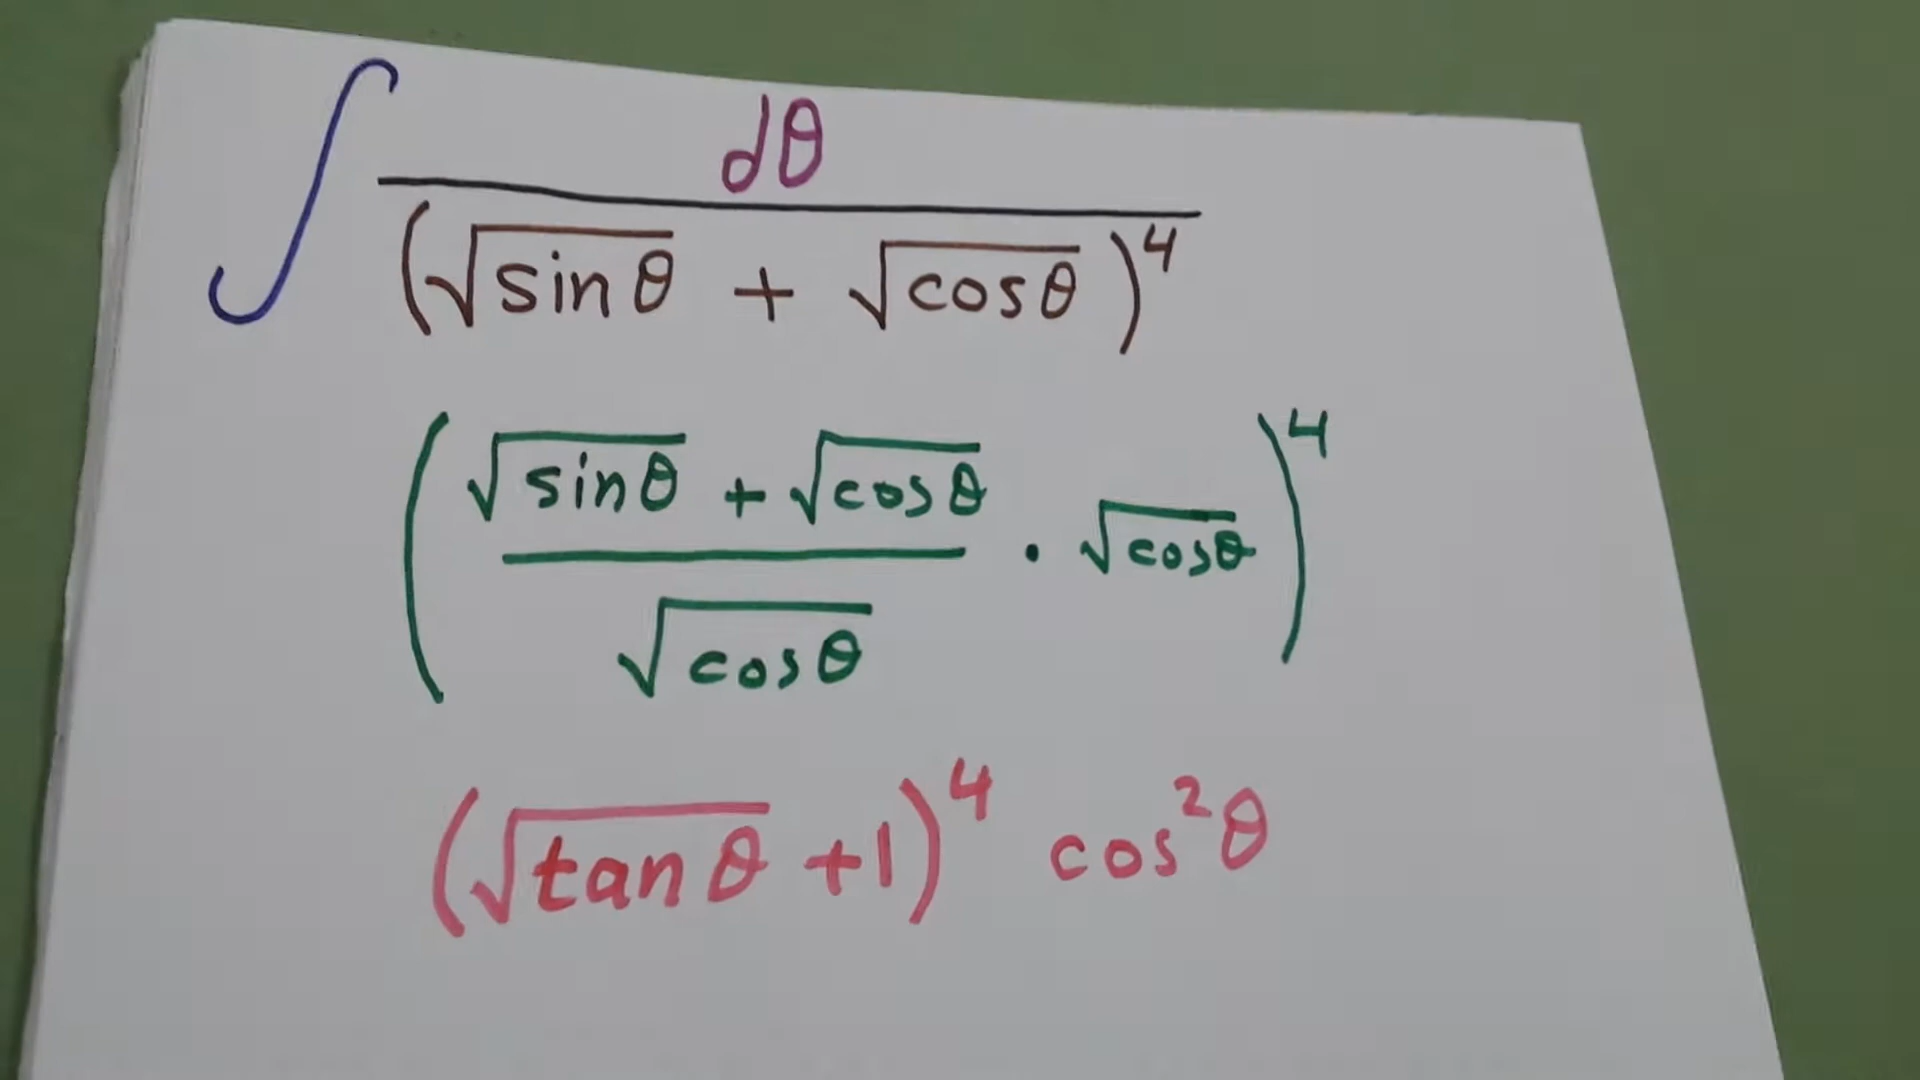 ∫ dθ / (√sinθ + √cosθ)⁴
( (√sinθ + √cosθ) / √cosθ · √cosθ )⁴
(√tanθ + 1)⁴ cos²θ